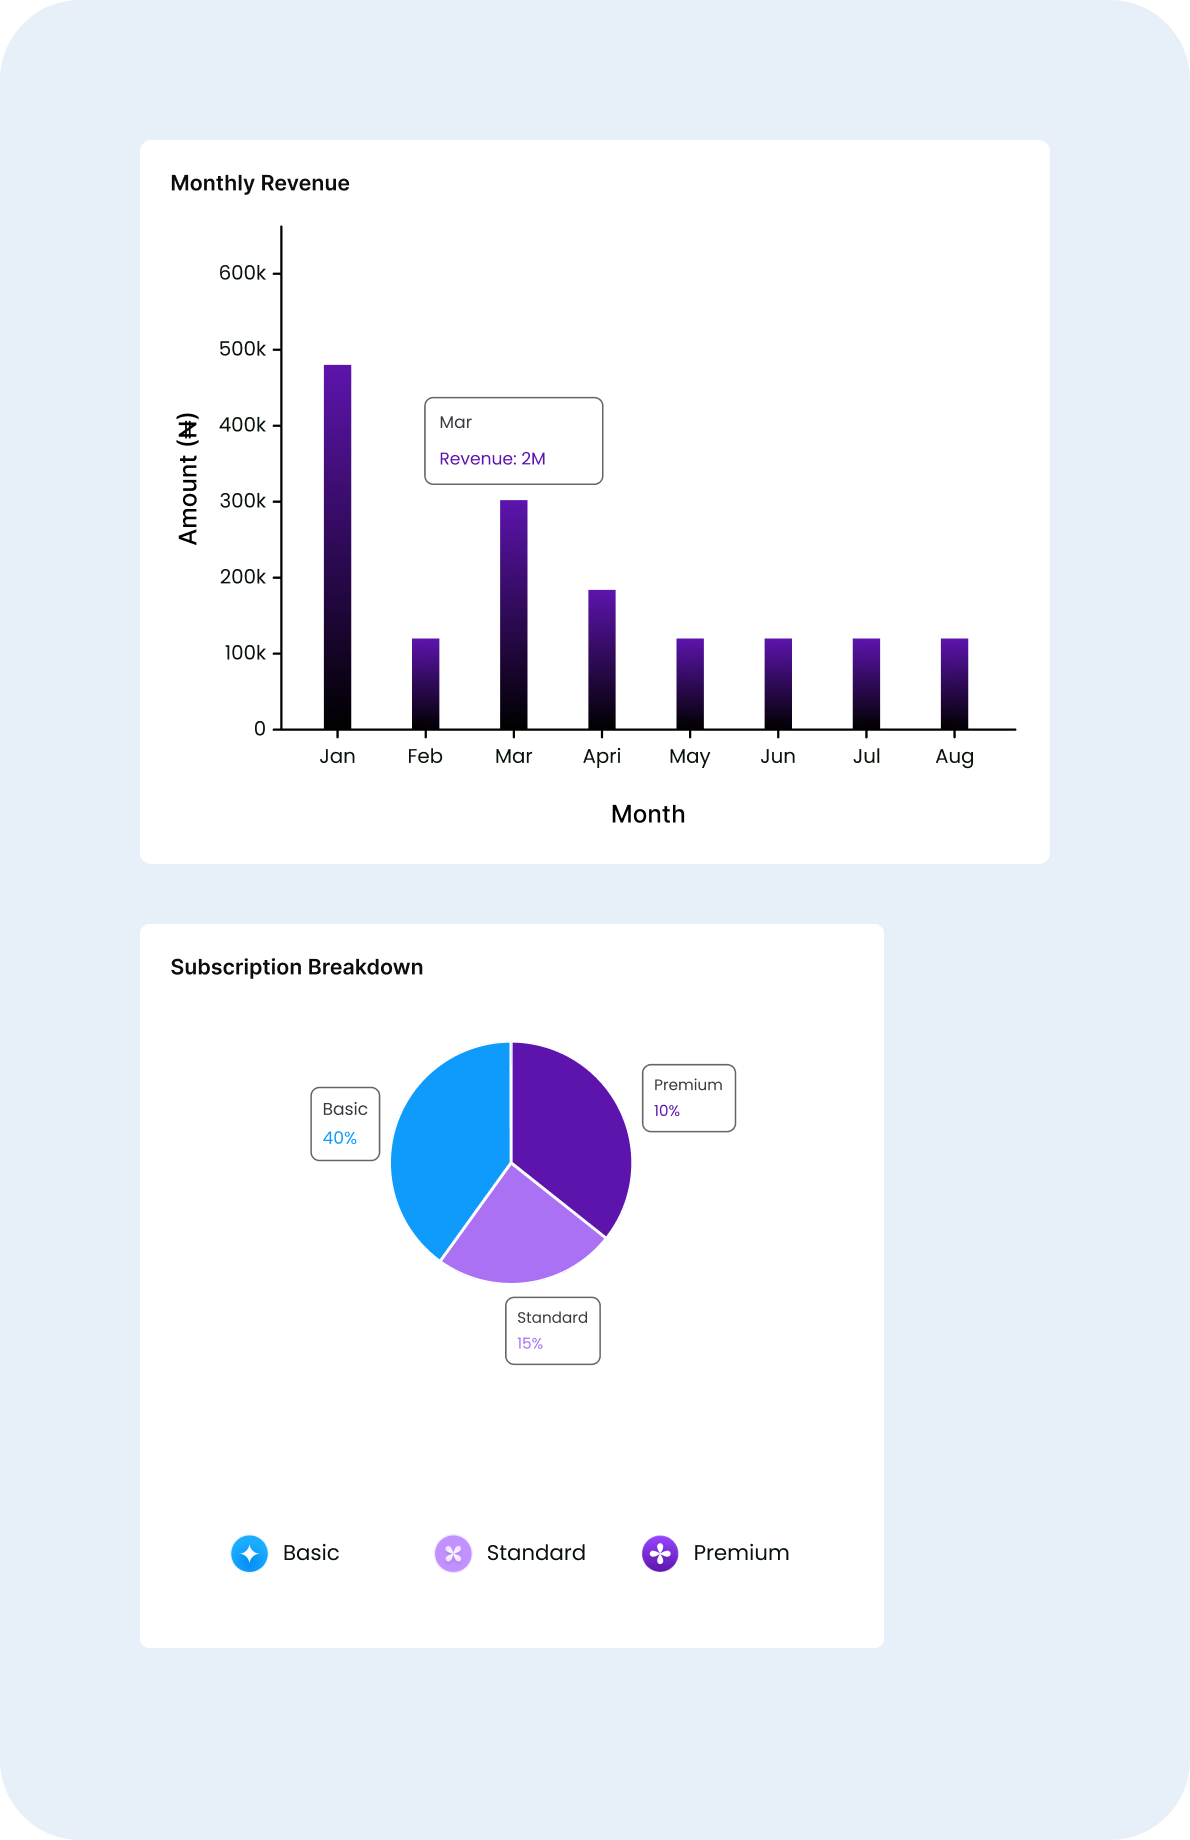 Monthly Revenue
600k
500k
400k
300k
200k
100k
0
Amount (₦)
Mar
Revenue: 2M
Jan Feb Mar Apri May Jun Jul Aug
Month
Subscription Breakdown
Basic
40%
Premium
10%
Standard
15%
Basic Standard Premium